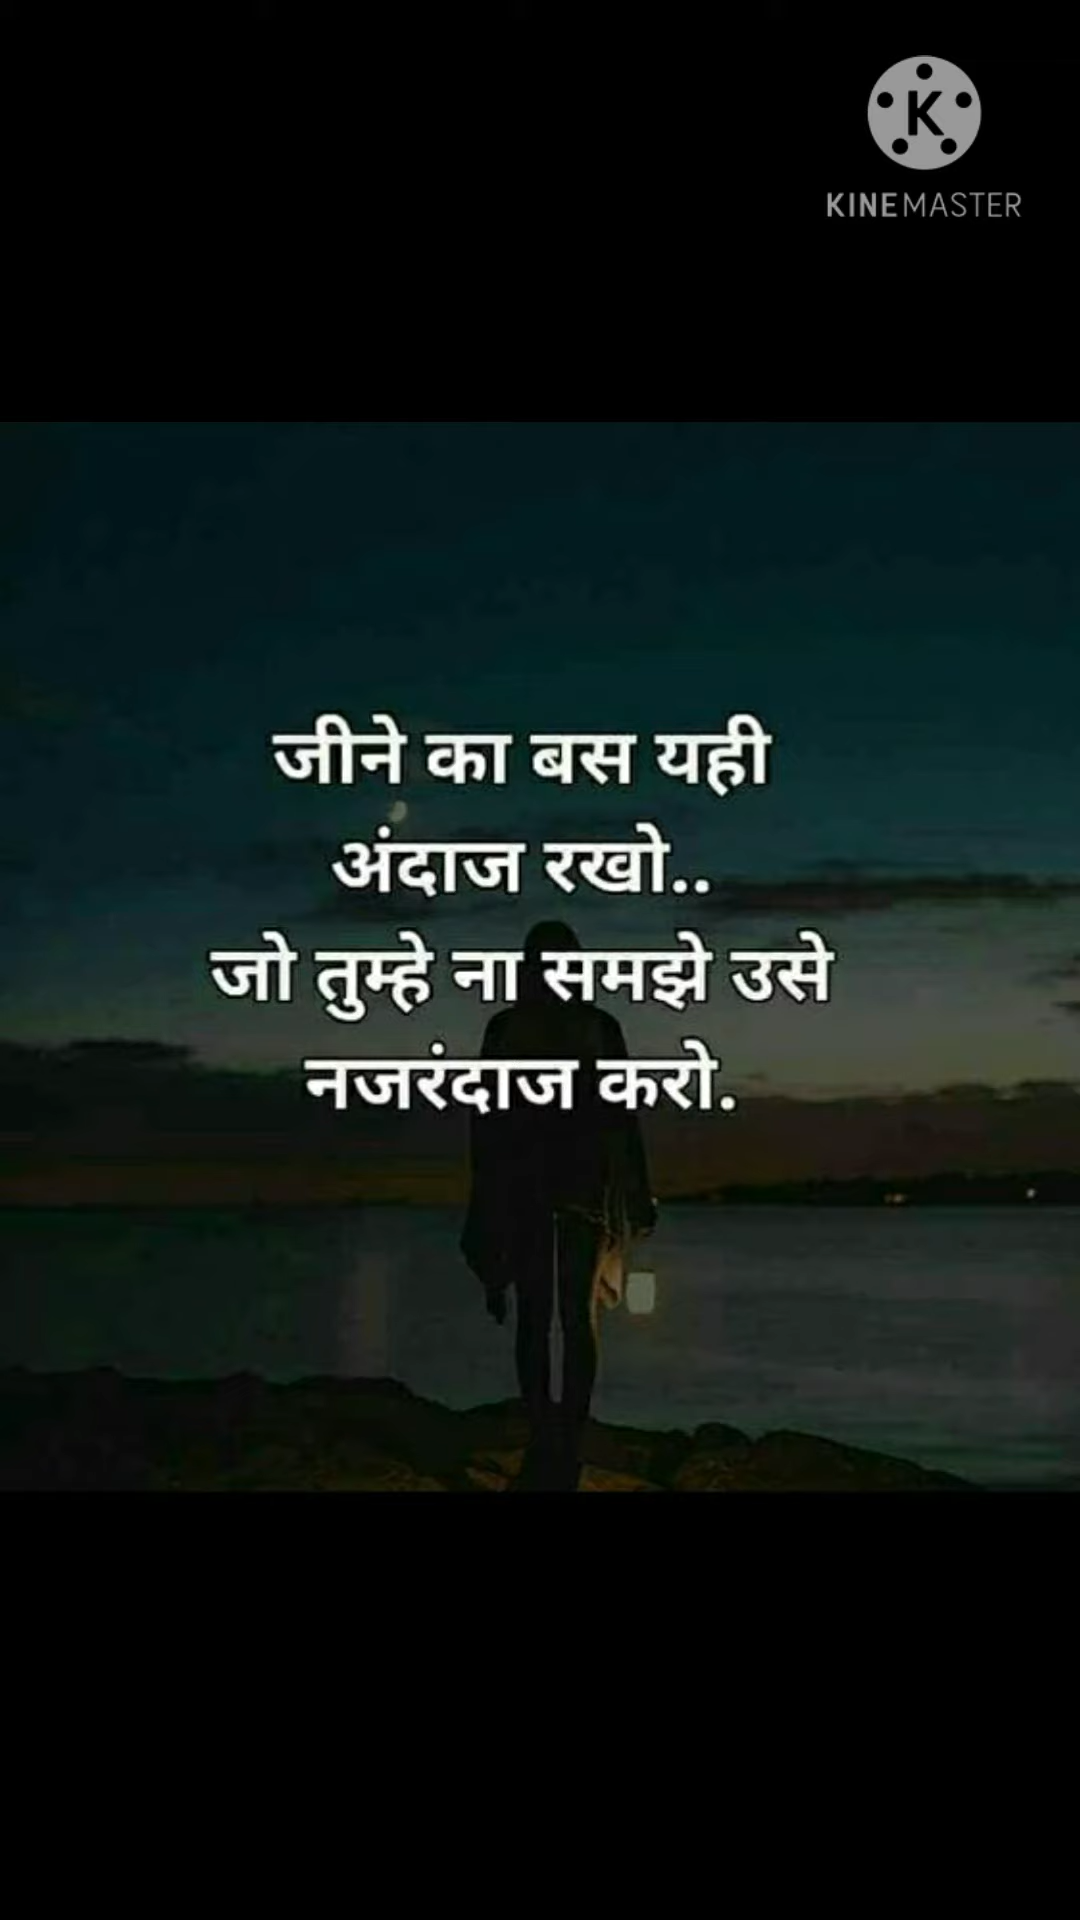 K
KINEMASTER
जीने का बस यही
अंदाज रखो..
जो तुम्हे ना समझे उसे
नजरंदाज करो.